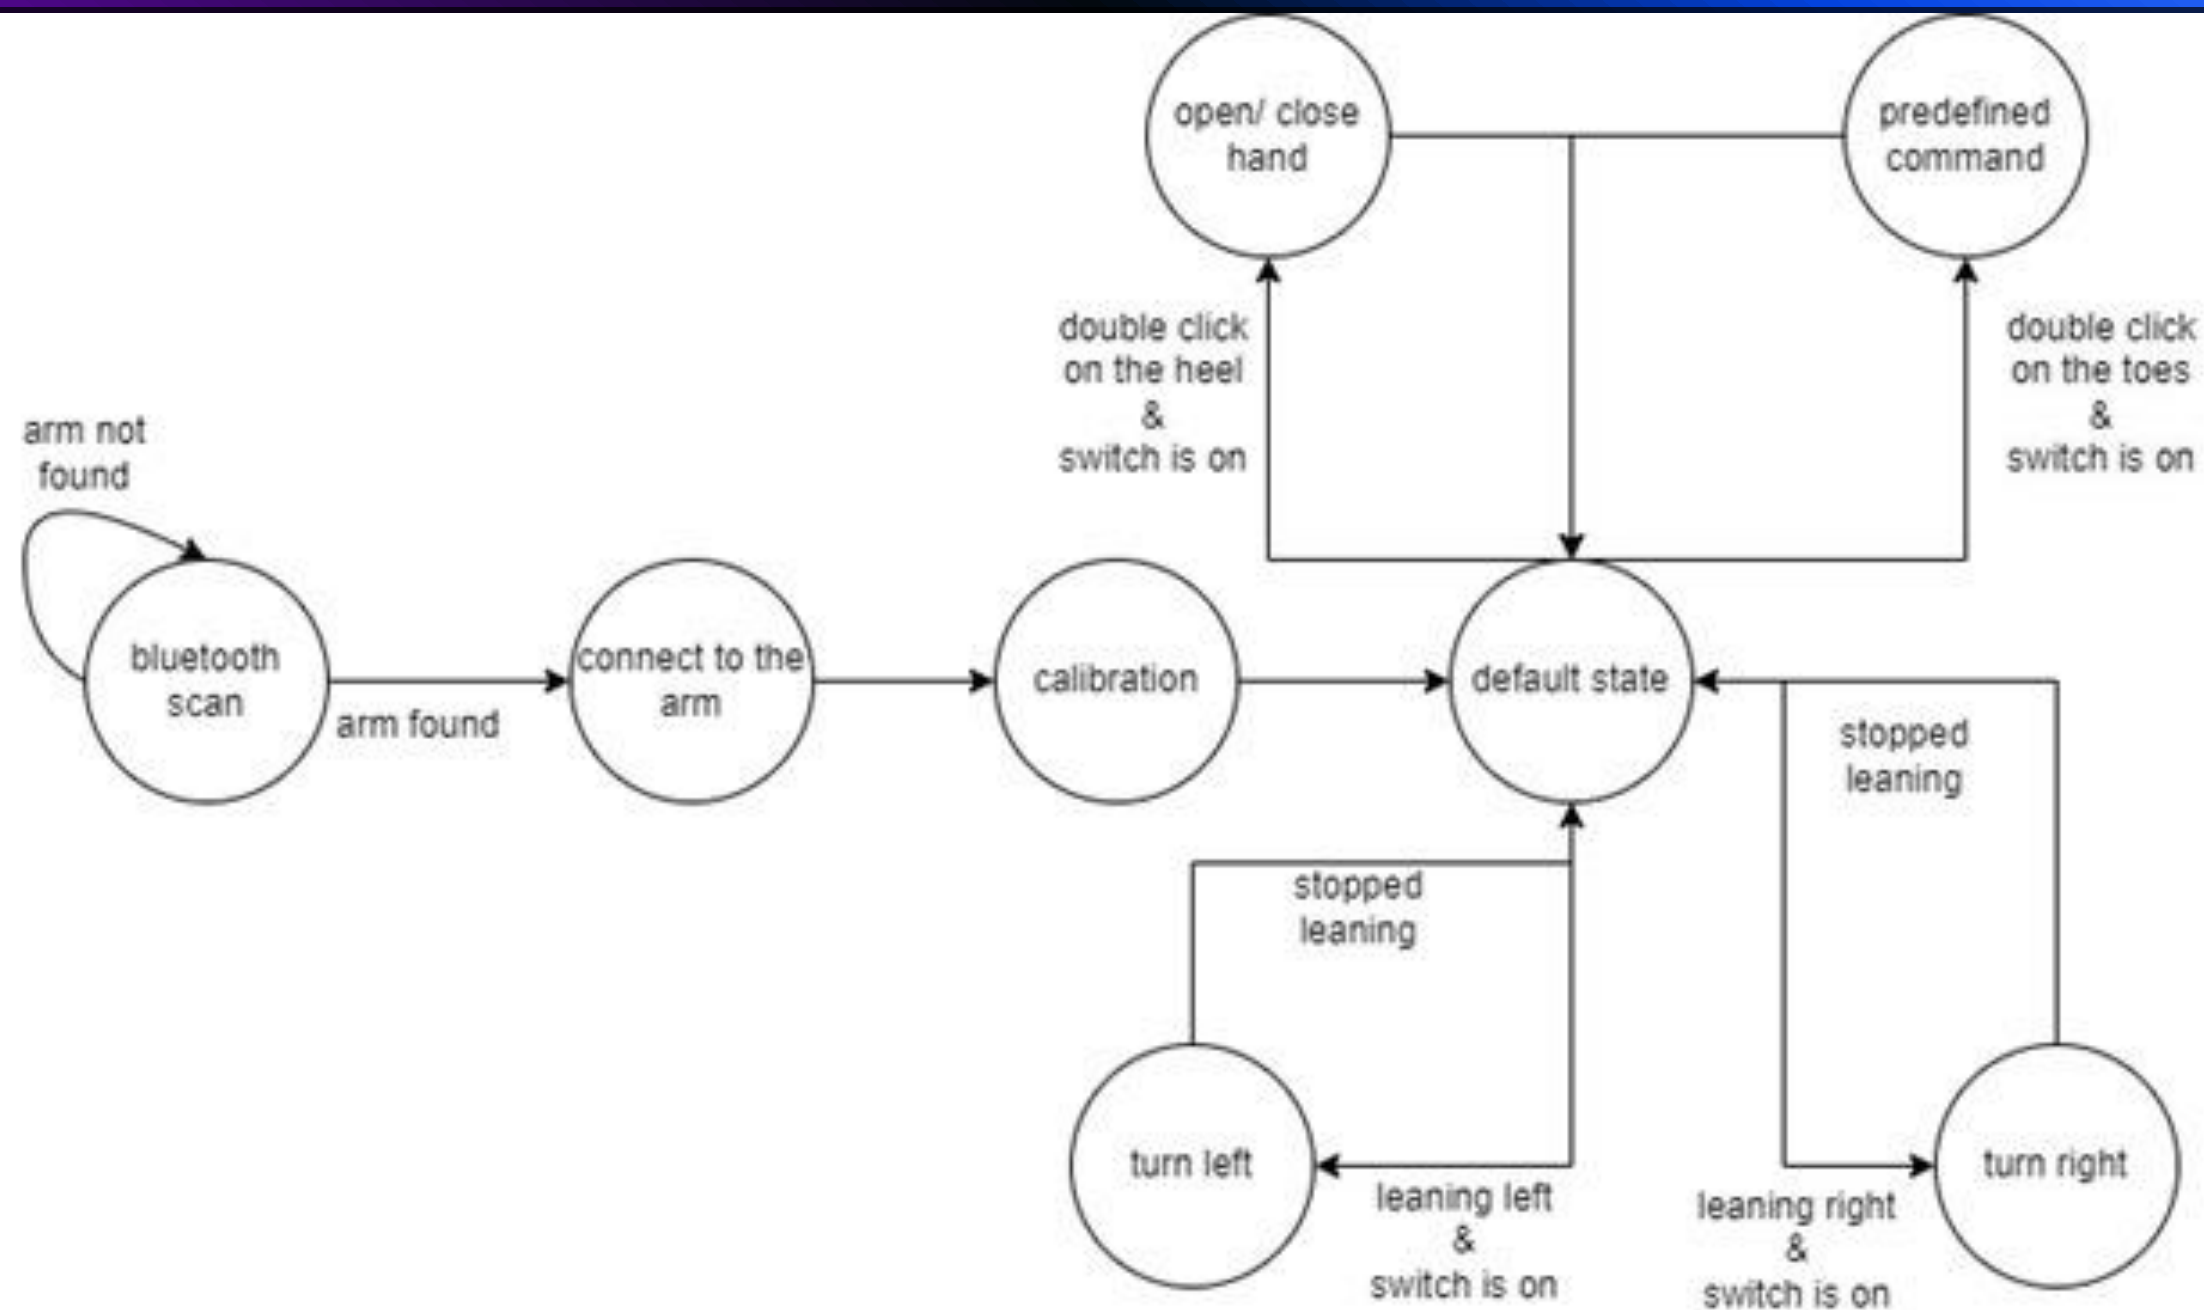 open/ close
hand
predefined
command
double click
on the heel
&
switch is on
double click
on the toes
&
switch is on
arm not
found
bluetooth
scan
arm found
connect to the
arm
calibration
default state
stopped
leaning
stopped
leaning
turn left
leaning left
&
switch is on
leaning right
&
switch is on
turn right